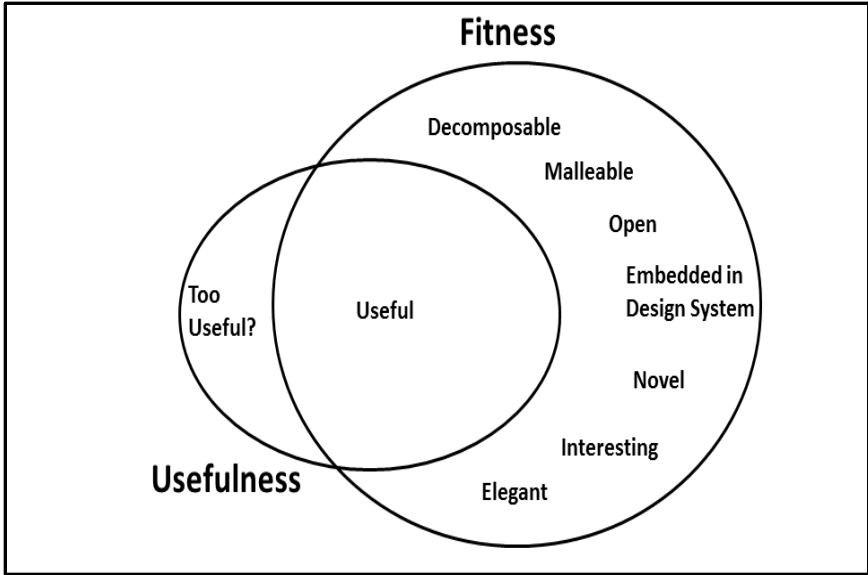 Fitness
Decomposable
Malleable
Open
Embedded in
Design System
Too
Useful?
Useful
Novel
Interesting
Usefulness
Elegant